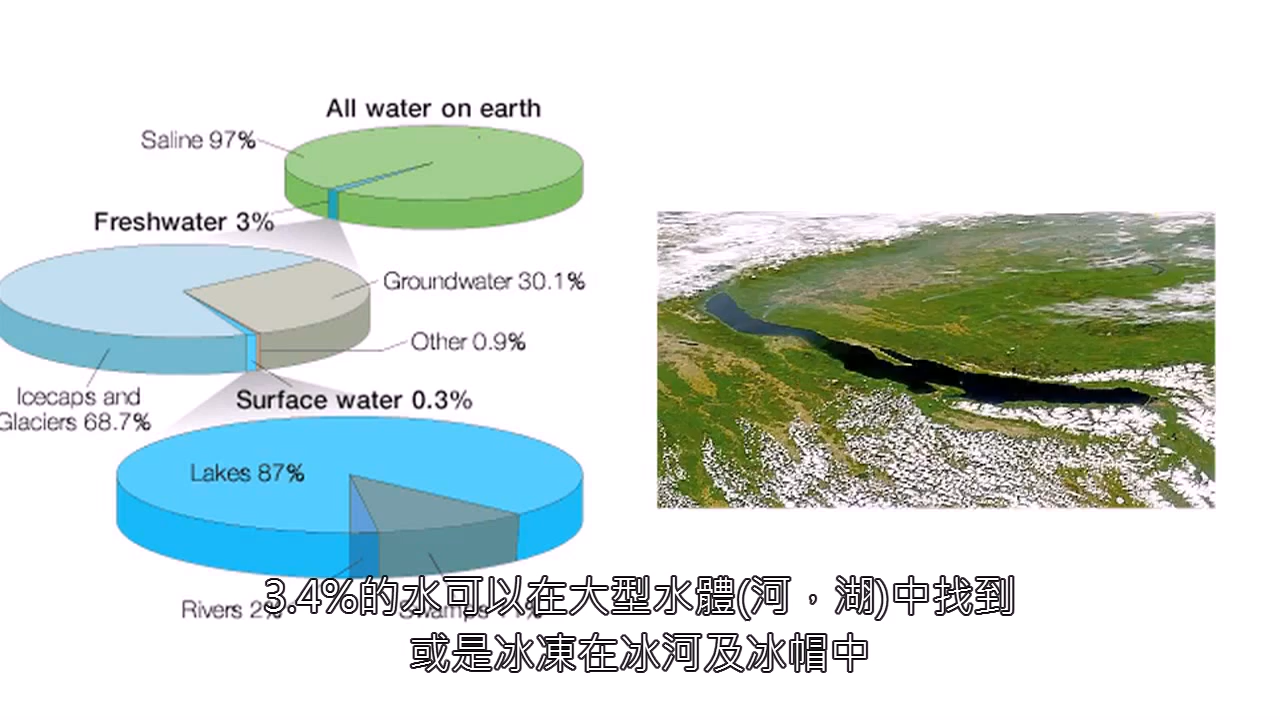 All water on earth
Saline 97%
Freshwater 3%
Groundwater 30.1%
Other 0.9%
Icecaps and
Glaciers 68.7%
Surface water 0.3%
Lakes 87%
Rivers 2%
Swamps 11%
3.4%的水可以在大型水體(河，湖)中找到
或是冰凍在冰河及冰帽中